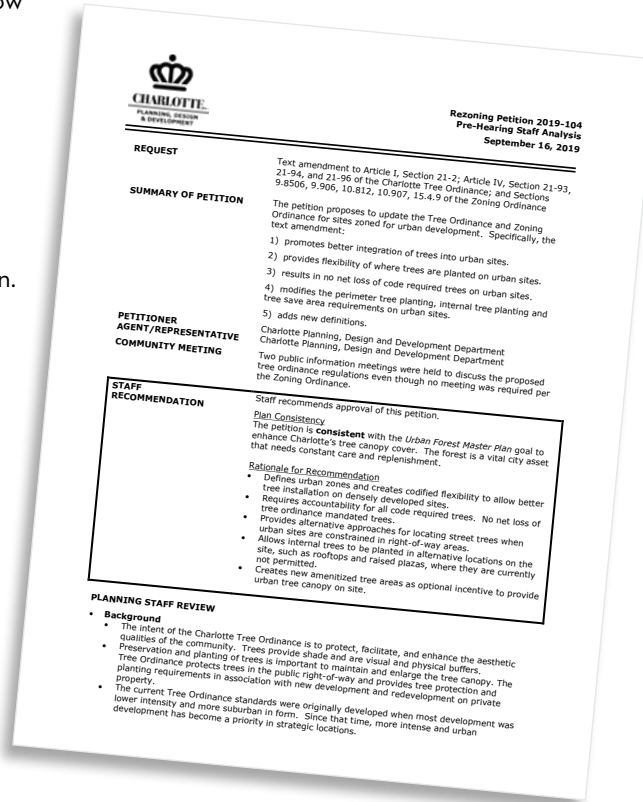 ow
n.
CHARLOTTE.
PLANNING, DESIGN
& DEVELOPMENT
Rezoning Petition 2019-104
Pre-Hearing Staff Analysis
September 16, 2019
REQUEST
Text amendment to Article I, Section 21-2; Article IV, Section 21-93,
21-94, and 21-96 of the Charlotte Tree Ordinance; and Sections
9.8506, 9.906, 10.812, 10.907, 15.4.9 of the Zoning Ordinance
SUMMARY OF PETITION
The petition proposes to update the Tree Ordinance and Zoning
Ordinance for sites zoned for urban development. Specifically, the
text amendment:
1) promotes better integration of trees into urban sites.
2) provides flexibility of where trees are planted on urban sites.
3) results in no net loss of code required trees on urban sites.
4) modifies the perimeter tree planting, internal tree planting and
tree save area requirements on urban sites.
5) adds new definitions.
PETITIONER
AGENT/REPRESENTATIVE
Charlotte Planning, Design and Development Department
Charlotte Planning, Design and Development Department
COMMUNITY MEETING
Two public information meetings were held to discuss the proposed
tree ordinance regulations even though no meeting was required per
the Zoning Ordinance.
STAFF
RECOMMENDATION
Staff recommends approval of this petition.
Plan Consistency
The petition is consistent with the Urban Forest Master Plan goal to
enhance Charlotte's tree canopy cover. The forest is a vital city asset
that needs constant care and replenishment.
Rationale for Recommendation
• Defines urban zones and creates codified flexibility to allow better
tree installation on densely developed sites.
• Requires accountability for all code required trees. No net loss of
tree ordinance mandated trees.
• Provides alternative approaches for locating street trees when
urban sites are constrained in right-of-way areas.
• Allows internal trees to be planted in alternative locations on the
site, such as rooftops and raised plazas, where they are currently
not permitted.
• Creates new amenitized tree areas as optional incentive to provide
urban tree canopy on site.
PLANNING STAFF REVIEW
• Background
• The intent of the Charlotte Tree Ordinance is to protect, facilitate, and enhance the aesthetic
qualities of the community. Trees provide shade and are visual and physical buffers.
• Preservation and planting of trees is important to maintain and enlarge the tree canopy. The
Tree Ordinance protects trees in the public right-of-way and provides tree protection and
planting requirements in association with new development and redevelopment on private
property.
• The current Tree Ordinance standards were originally developed when most development was
lower intensity and more suburban in form. Since that time, more intense and urban
development has become a priority in strategic locations.